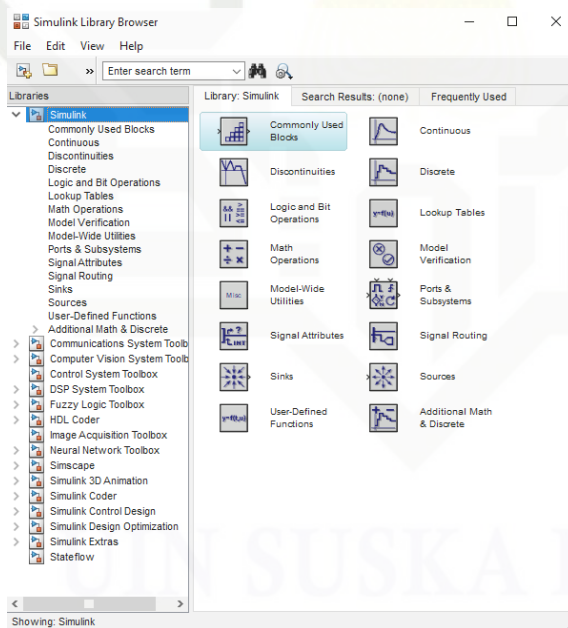 Simulink Library Browser
File Edit View Help
» Enter search term
Libraries
Library: Simulink Search Results: (none) Frequently Used
Simulink
Commonly Used Blocks
Continuous
Discontinuities
Discrete
Logic and Bit Operations
Lookup Tables
Math Operations
Model Verification
Model-Wide Utilities
Ports & Subsystems
Signal Attributes
Signal Routing
Sinks
Sources
User-Defined Functions
Additional Math & Discrete
Communications System Toolb
Computer Vision System Toolb
Control System Toolbox
DSP System Toolbox
Fuzzy Logic Toolbox
HDL Coder
Image Acquisition Toolbox
Neural Network Toolbox
Simscape
Simulink 3D Animation
Simulink Coder
Simulink Control Design
Simulink Design Optimization
Simulink Extras
Stateflow
Commonly Used
Blocks
Continuous
Discontinuities
Discrete
Logic and Bit
Operations
y=f(u)
Lookup Tables
Math
Operations
Model
Verification
Misc
Model-Wide
Utilities
Ports &
Subsystems
Signal Attributes
Signal Routing
Sinks
Sources
User-Defined
Functions
Additional Math
& Discrete
UIN SUSKA
Showing: Simulink